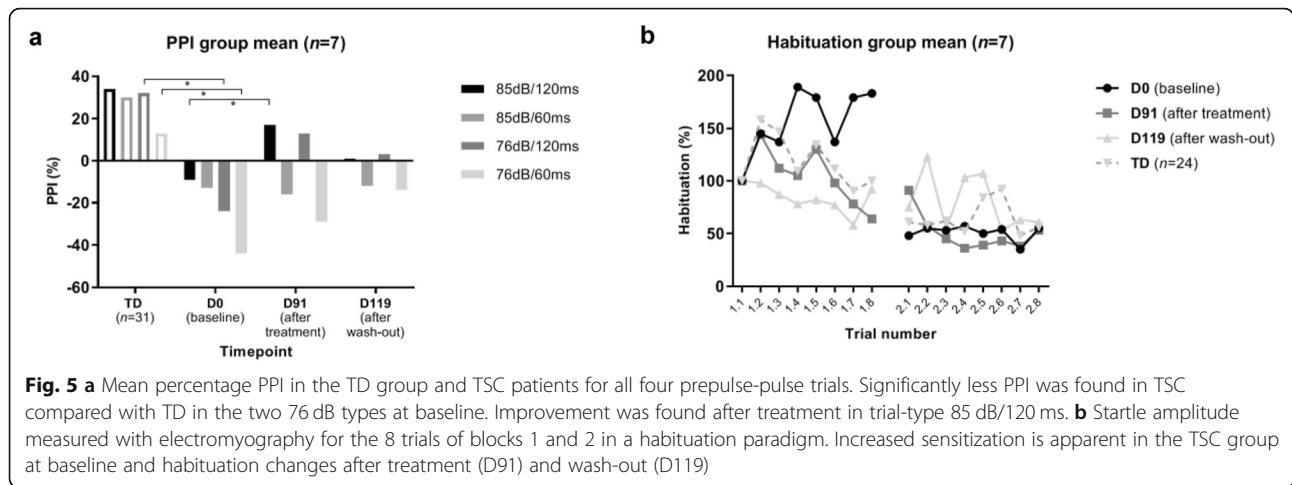 a
PPI group mean (n=7)
40
20
0
-20
-40
-60
PPI (%)
*
*
*
*
TD
(n=31)
D0
(baseline)
D91
(after
treatment)
D119
(after
wash-out)
Timepoint
85dB/120ms
85dB/60ms
76dB/120ms
76dB/60ms
b
Habituation group mean (n=7)
200
150
100
50
0
Habituation (%)
1.1 1.2 1.3 1.4 1.5 1.6 1.7 1.8 2.1 2.2 2.3 2.4 2.5 2.6 2.7 2.8
Trial number
D0 (baseline)
D91 (after treatment)
D119 (after wash-out)
TD (n=24)
Fig. 5 a Mean percentage PPI in the TD group and TSC patients for all four prepulse-pulse trials. Significantly less PPI was found in TSC
compared with TD in the two 76 dB types at baseline. Improvement was found after treatment in trial-type 85 dB/120 ms. b Startle amplitude
measured with electromyography for the 8 trials of blocks 1 and 2 in a habituation paradigm. Increased sensitization is apparent in the TSC group
at baseline and habituation changes after treatment (D91) and wash-out (D119)